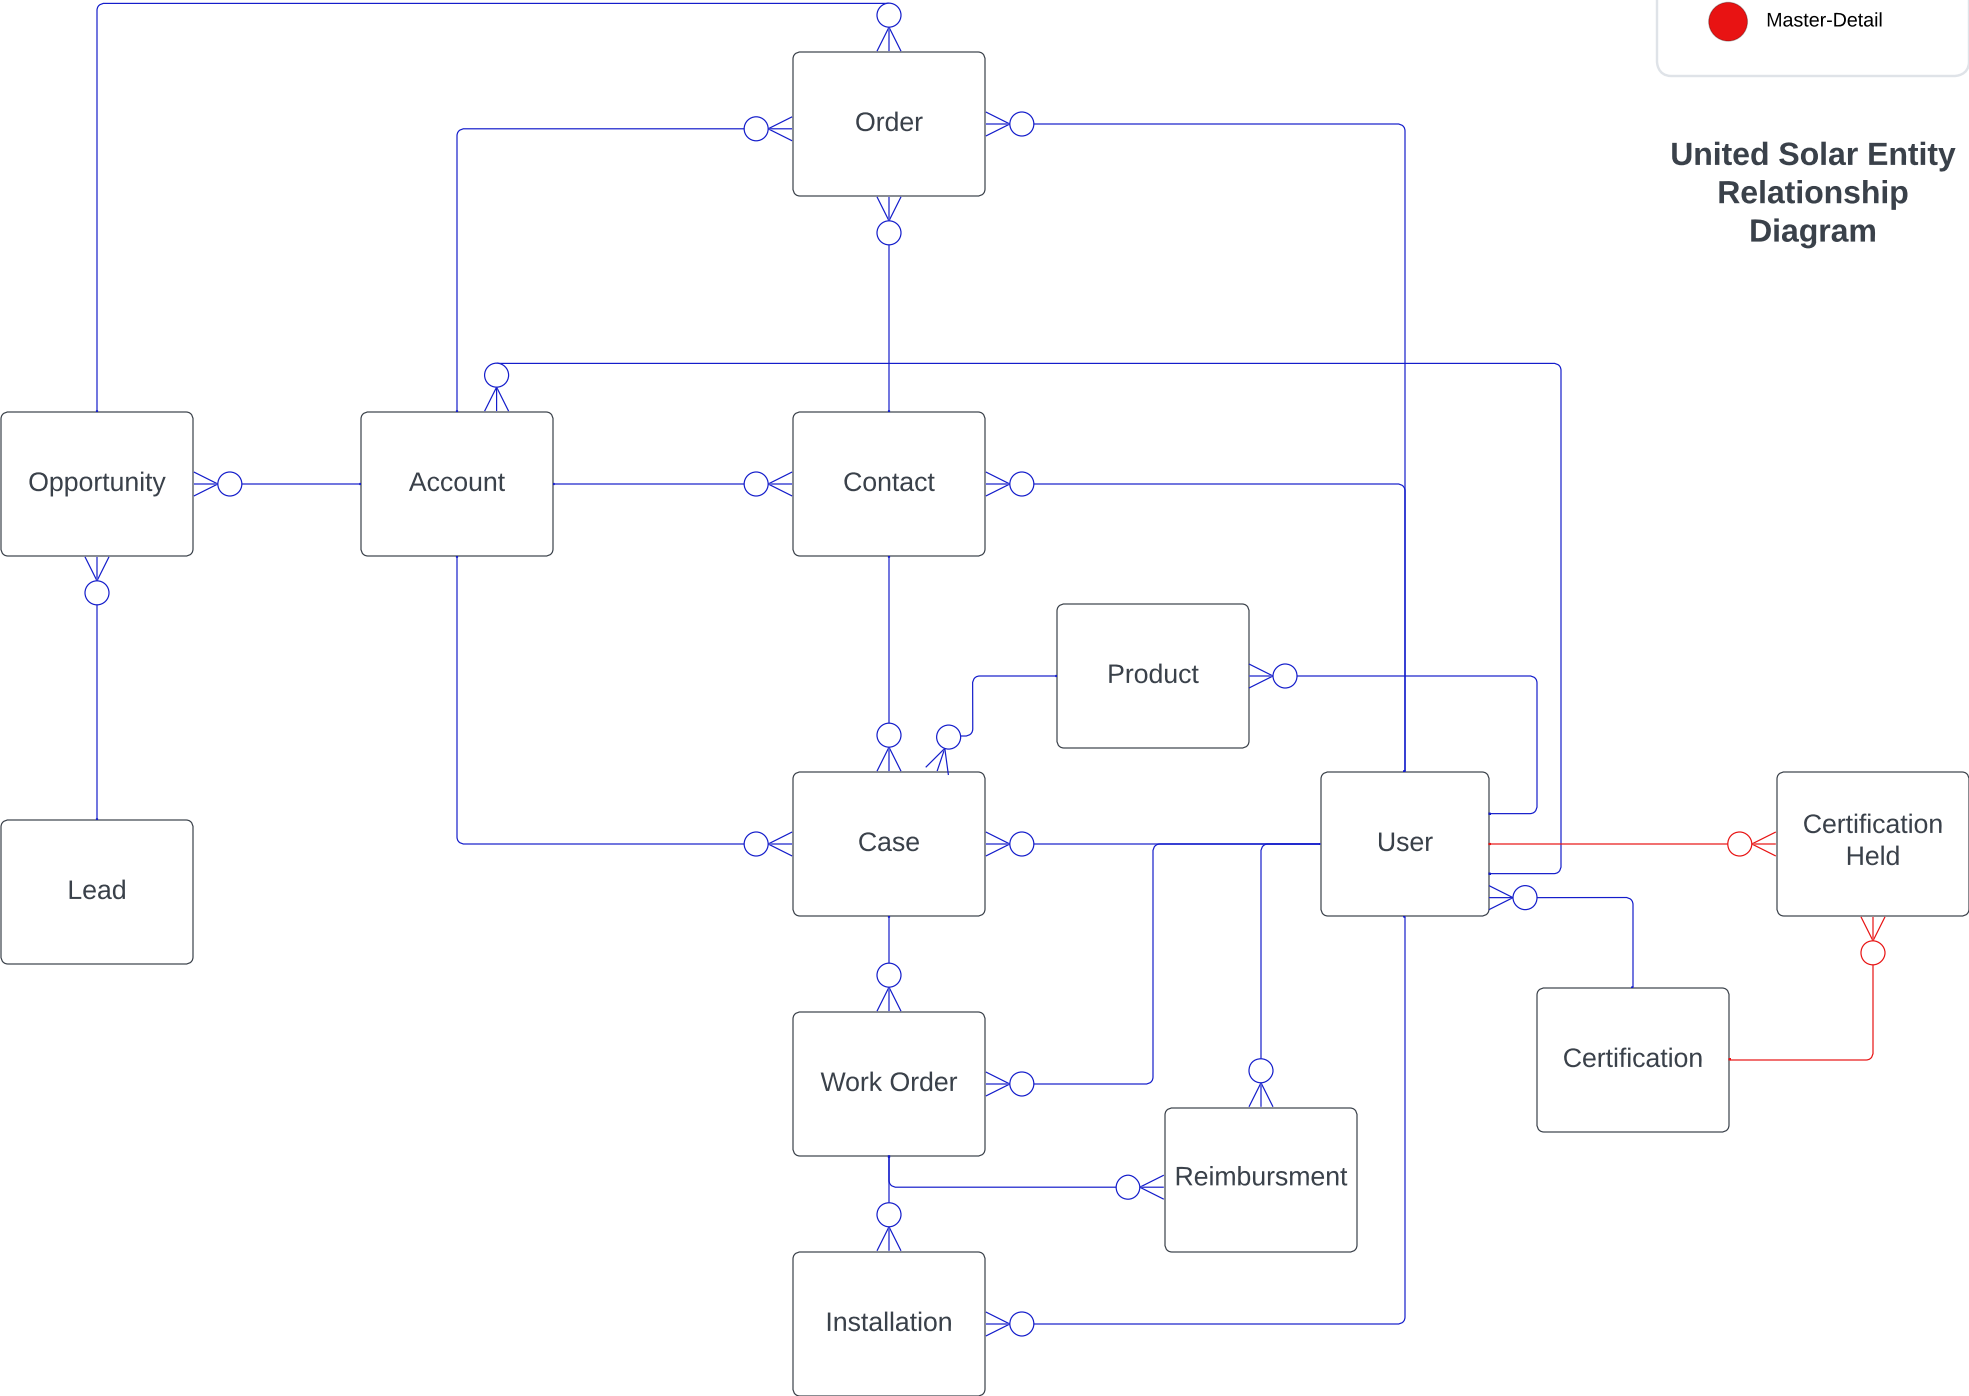 Master-Detail
United Solar Entity
Relationship
Diagram
Order
Opportunity
Account
Contact
Product
Lead
Case
User
Certification
Held
Work Order
Certification
Reimbursment
Installation